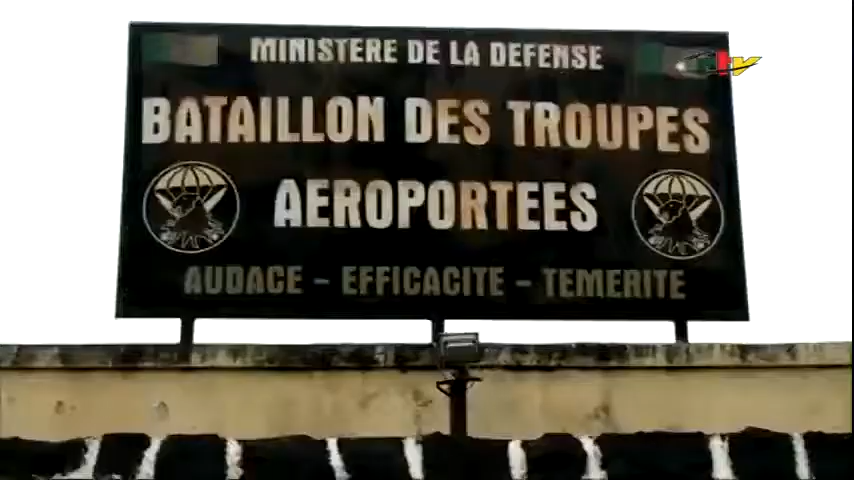 MINISTERE DE LA DEFENSE
BATAILLON DES TROUPES
AEROPORTEES
AUDACE - EFFICACITE - TEMERITE